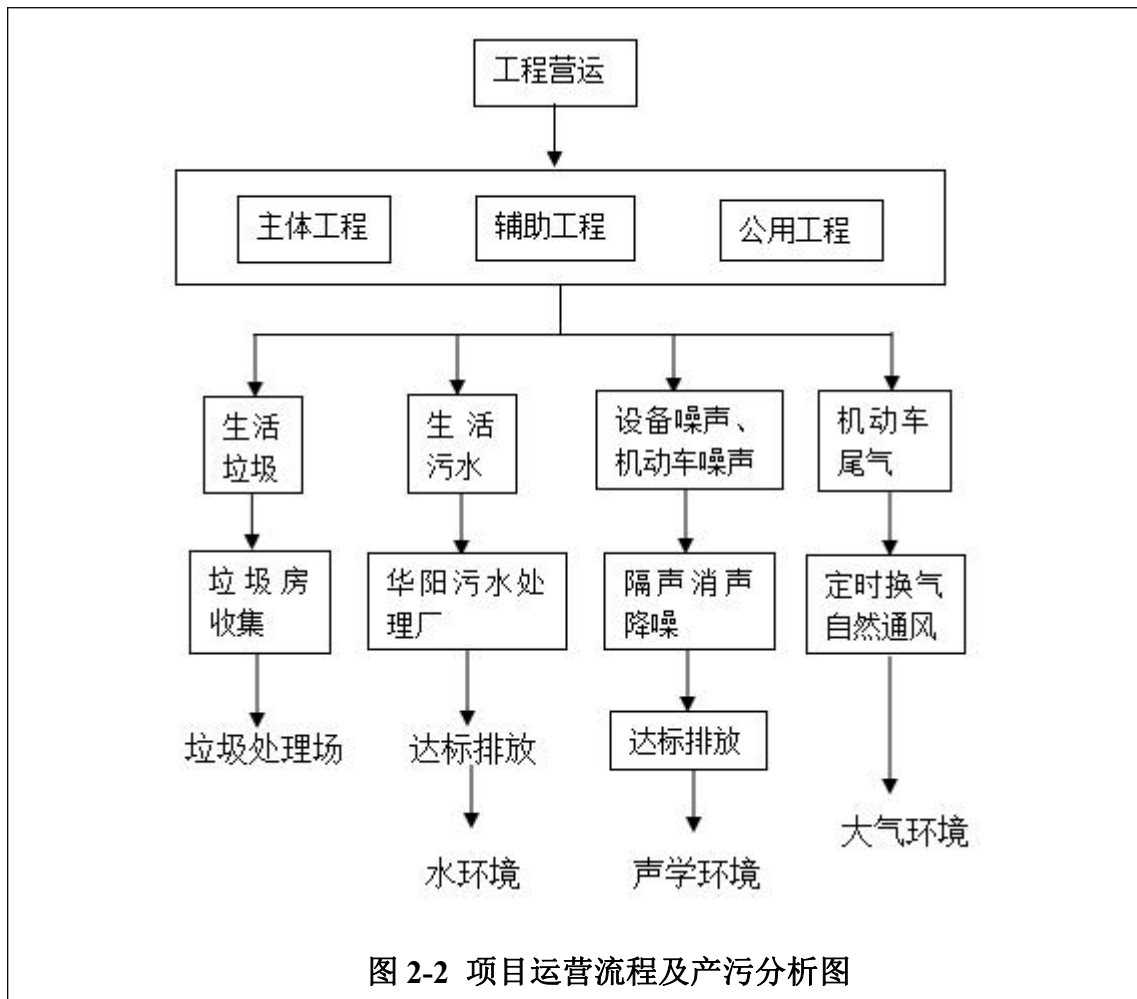 工程营运
主体工程 辅助工程 公用工程
生活
垃圾
生活
污水
设备噪声、
机动车噪声
机动车
尾气
垃圾房
收集
华阳污水处
理厂
隔声消声
降噪
定时换气
自然通风
垃圾处理场
达标排放
达标排放
大气环境
水环境
声学环境
图 2-2 项目运营流程及产污分析图